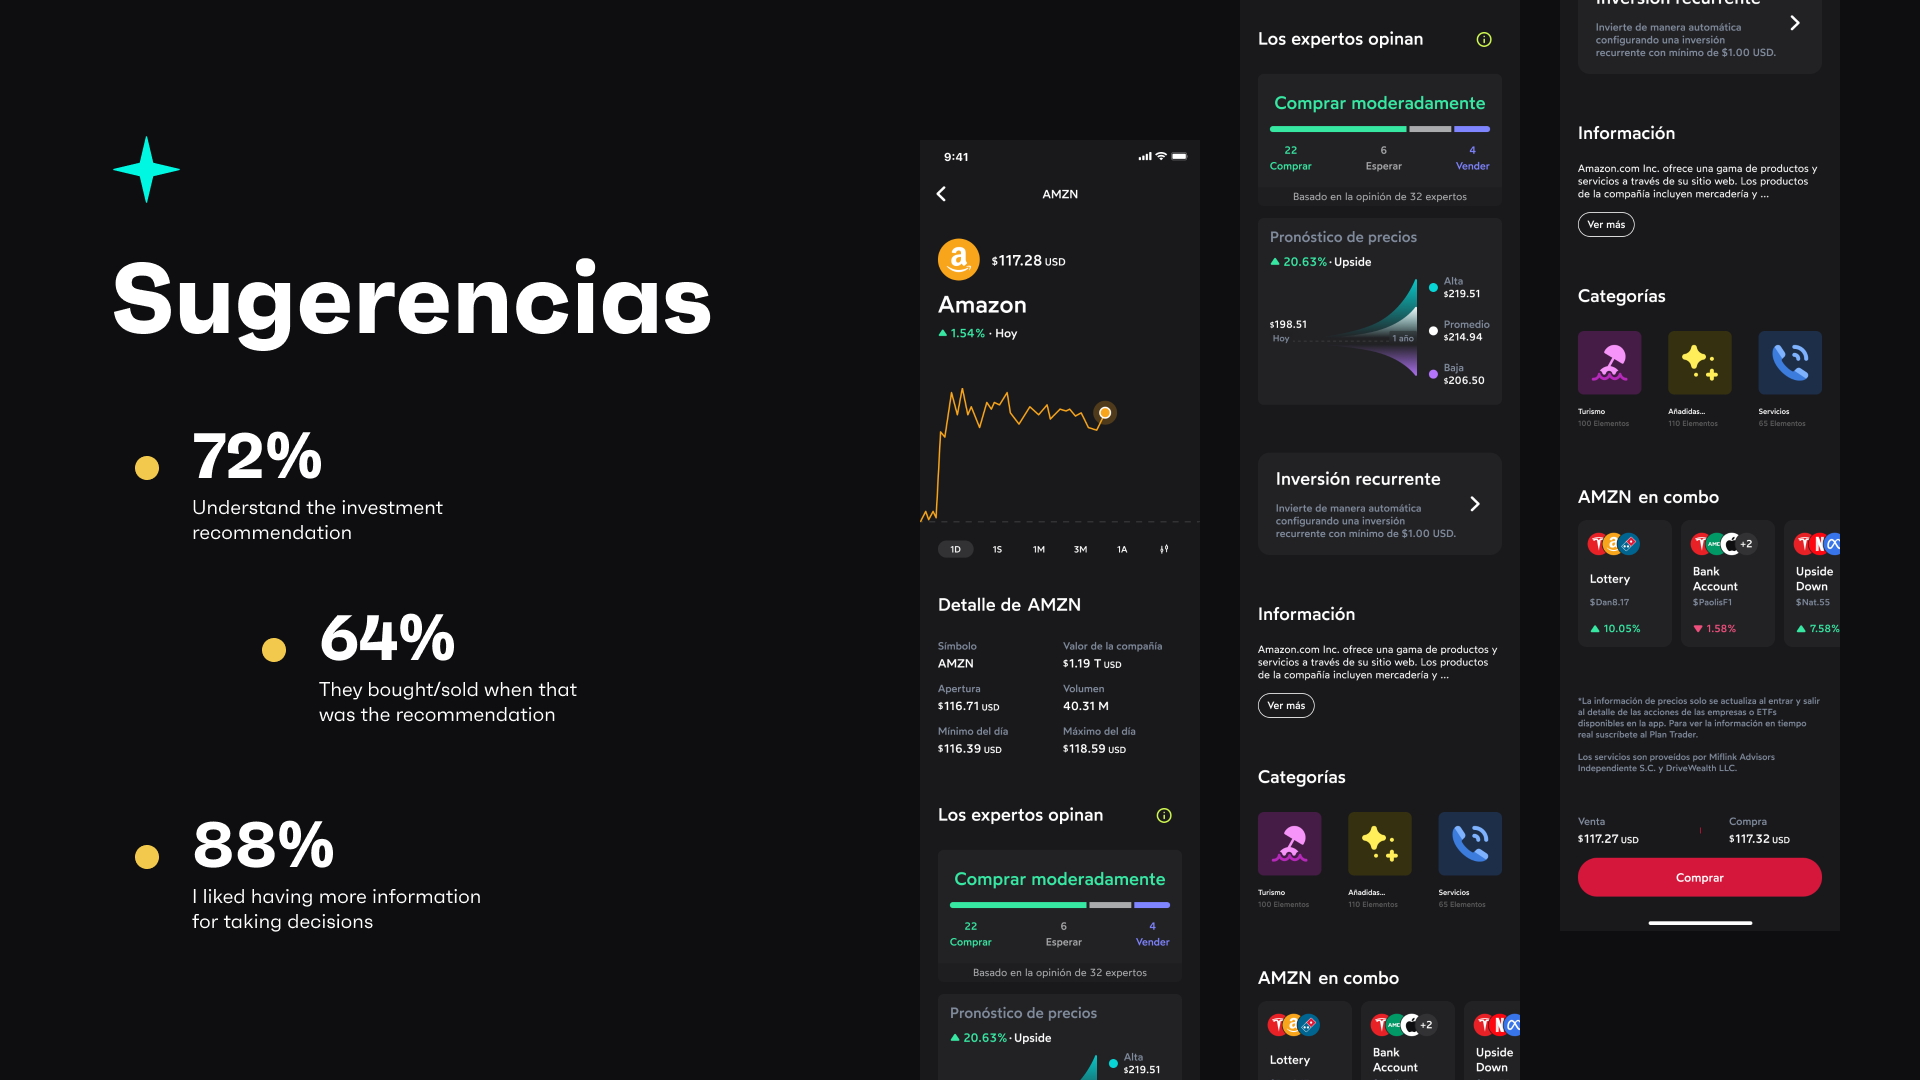 Sugerencias
72%
Understand the investment
recommendation
64%
They bought/sold when that
was the recommendation
88%
I liked having more information
for taking decisions
9:41
AMZN
a
$117.28 USD
Amazon
1.54% · Hoy
1D 1S 1M 3M 1A
Detalle de AMZN
Símbolo Valor de la compañía
AMZN $1.19 T USD
Apertura Volumen
$116.71 USD 40.31 M
Mínimo del día Máximo del día
$116.39 USD $118.59 USD
Los expertos opinan
Comprar moderadamente
22 6 4
Comprar Esperar Vender
Basado en la opinión de 32 expertos
Pronóstico de precios
20.63% · Upside
Alta
$219.51
Los expertos opinan
Comprar moderadamente
22 6 4
Comprar Esperar Vender
Basado en la opinión de 32 expertos
Pronóstico de precios
20.63% · Upside
Alta
$219.51
$198.51
Hoy
1 año
Promedio
$214.94
Baja
$206.50
Inversión recurrente
Invierte de manera automática
configurando una inversión
recurrente con mínimo de $1.00 USD.
Información
Amazon.com Inc. ofrece una gama de productos y
servicios a través de su sitio web. Los productos
de la compañía incluyen mercadería y ...
Ver más
Categorías
Turismo Añadidas... Servicios
100 Elementos 110 Elementos 65 Elementos
AMZN en combo
AMC +2
Lottery
Bank
Account
Upside
Down
Inversión recurrente
Invierte de manera automática
configurando una inversión
recurrente con mínimo de $1.00 USD.
Información
Amazon.com Inc. ofrece una gama de productos y
servicios a través de su sitio web. Los productos
de la compañía incluyen mercadería y ...
Ver más
Categorías
Turismo Añadidas... Servicios
100 Elementos 110 Elementos 65 Elementos
AMZN en combo
AMC +2
Lottery
$Dan8.17
10.05%
Bank
Account
$PaolisF1
1.58%
Upside
Down
$Nat.55
7.58%
*La información de precios solo se actualiza al entrar y salir
al detalle de las acciones de las empresas o ETFs
disponibles en la app. Para ver la información en tiempo
real suscríbete al Plan Trader.
Los servicios son proveídos por Miflink Advisors
Independiente S.C. y DriveWealth LLC.
Venta Compra
$117.27 USD $117.32 USD
Comprar